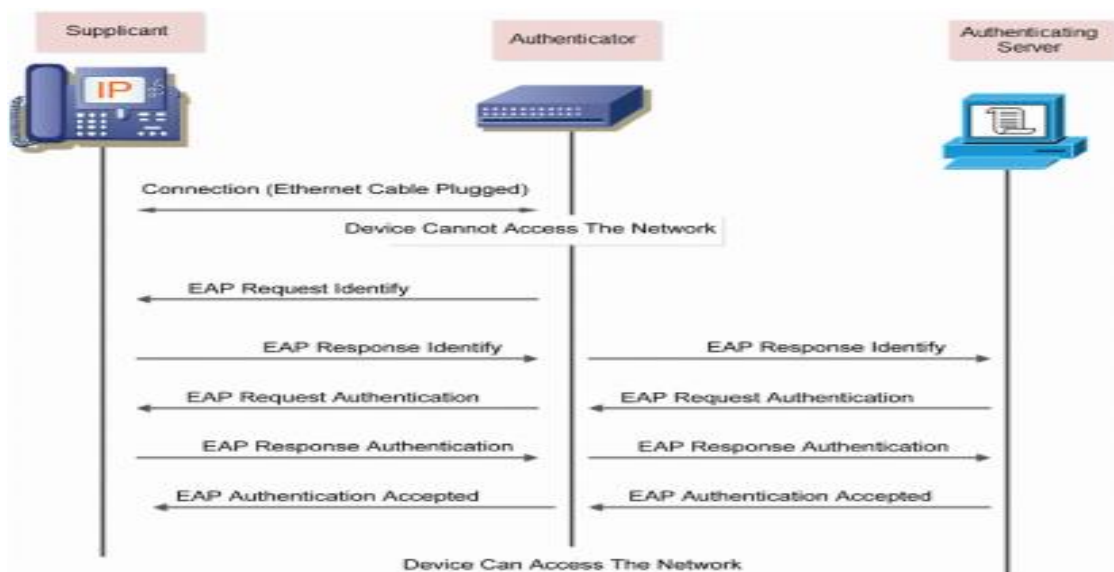 Supplicant
Authenticator
Authenticating
Server
IP
Connection (Ethernet Cable Plugged)
Device Cannot Access The Network
EAP Request Identify
EAP Response Identify
EAP Response Identify
EAP Request Authentication
EAP Request Authentication
EAP Response Authentication
EAP Response Authentication
EAP Authentication Accepted
EAP Authentication Accepted
Device Can Access The Network